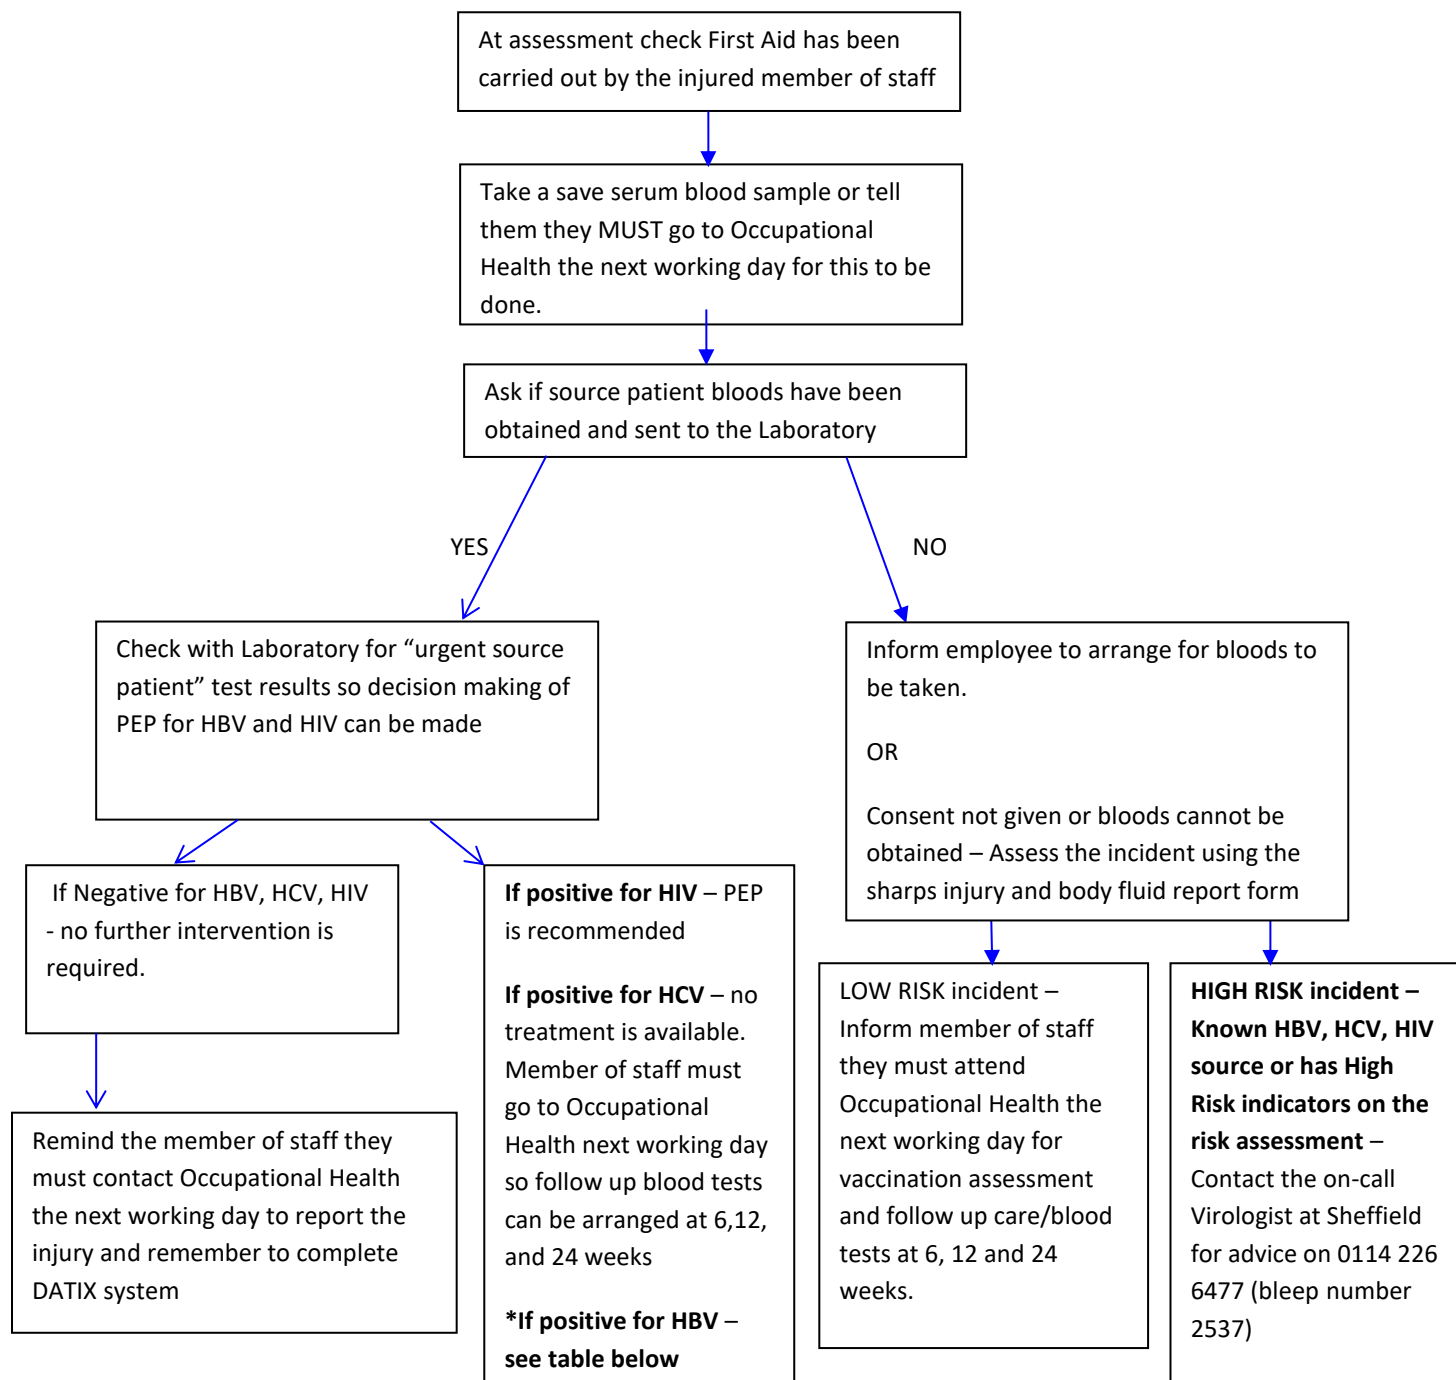 At assessment check First Aid has been
carried out by the injured member of staff
Take a save serum blood sample or tell
them they MUST go to Occupational
Health the next working day for this to be
done.
Ask if source patient bloods have been
obtained and sent to the Laboratory
YES
NO
Check with Laboratory for “urgent source
patient” test results so decision making of
PEP for HBV and HIV can be made
Inform employee to arrange for bloods to
be taken.
OR
Consent not given or bloods cannot be
obtained – Assess the incident using the
sharps injury and body fluid report form
If Negative for HBV, HCV, HIV
- no further intervention is
required.
Remind the member of staff they
must contact Occupational Health
the next working day to report the
injury and remember to complete
DATIX system
If positive for HIV – PEP
is recommended
If positive for HCV – no
treatment is available.
Member of staff must
go to Occupational
Health next working day
so follow up blood tests
can be arranged at 6,12,
and 24 weeks
*If positive for HBV –
see table below
LOW RISK incident –
Inform member of staff
they must attend
Occupational Health the
next working day for
vaccination assessment
and follow up care/blood
tests at 6, 12 and 24
weeks.
HIGH RISK incident –
Known HBV, HCV, HIV
source or has High
Risk indicators on the
risk assessment –
Contact the on-call
Virologist at Sheffield
for advice on 0114 226
6477 (bleep number
2537)